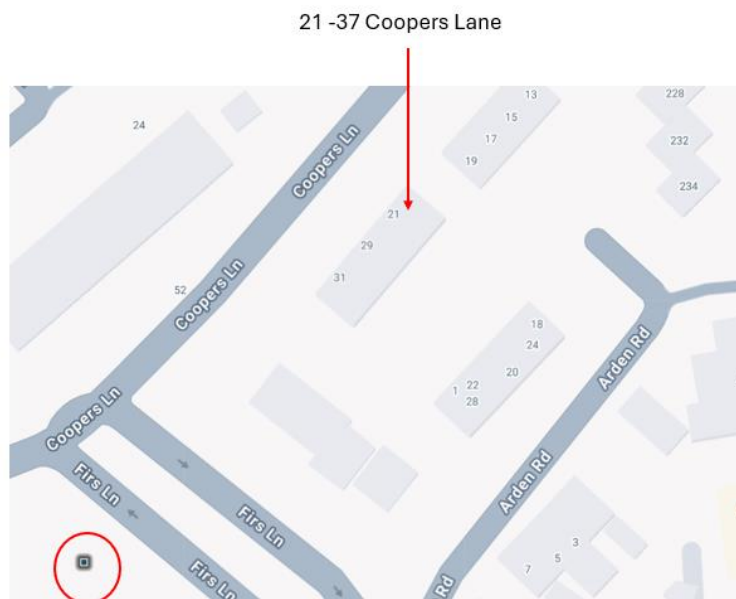 21 -37 Coopers Lane
13
228
15
24
17
232
19
Coopers Ln
234
21
29
31
52
Coopers Ln
18
24
Arden Rd
20
1
22
28
Coopers Ln
Firs Ln
Arden Rd
Firs Ln
3
5
7
Firs Ln
Rd